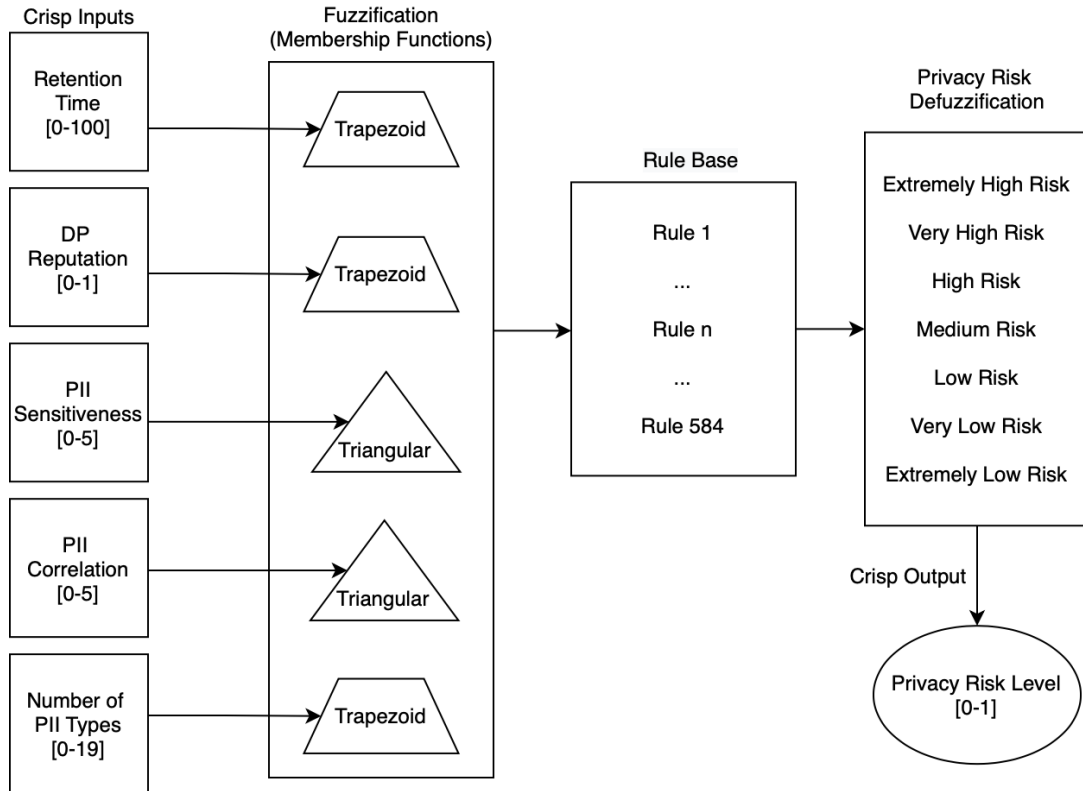 Crisp Inputs
Retention
Time
[0-100]
DP
Reputation
[0-1]
PII
Sensitiveness
[0-5]
PII
Correlation
[0-5]
Number of
PII Types
[0-19]
Fuzzification
(Membership Functions)
Trapezoid
Trapezoid
Triangular
Triangular
Trapezoid
Rule Base
Rule 1
...
Rule n
...
Rule 584
Privacy Risk
Defuzzification
Extremely High Risk
Very High Risk
High Risk
Medium Risk
Low Risk
Very Low Risk
Extremely Low Risk
Crisp Output
Privacy Risk Level
[0-1]